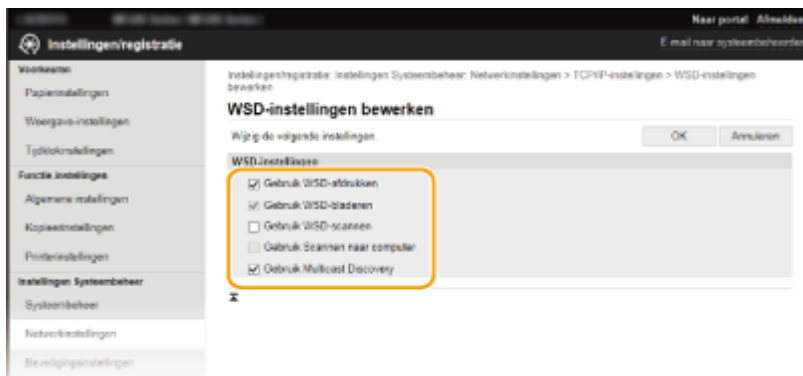 Naar portal Afmelden
Instellingen/registratie
E-mail naar systeembeheerder
Voorkeuren
Papierinstellingen
Weergave-instellingen
Tijdklokinstellingen
Functie-instellingen
Algemene instellingen
Kopieerinstellingen
Printerinstellingen
Instellingen Systeembeheer
Systeembeheer
Netwerkinstellingen
Beveiligingsinstellingen
Instellingen/registratie: Instellingen Systeembeheer: Netwerkinstellingen > TCP/IP-instellingen > WSD-instellingen
bewerken
WSD-instellingen bewerken
Wijzig de volgende instellingen.
OK Annuleren
WSD-instellingen
Gebruik WSD-afdrukken
Gebruik WSD-bladeren
Gebruik WSD-scannen
Gebruik Scannen naar computer
Gebruik Multicast Discovery